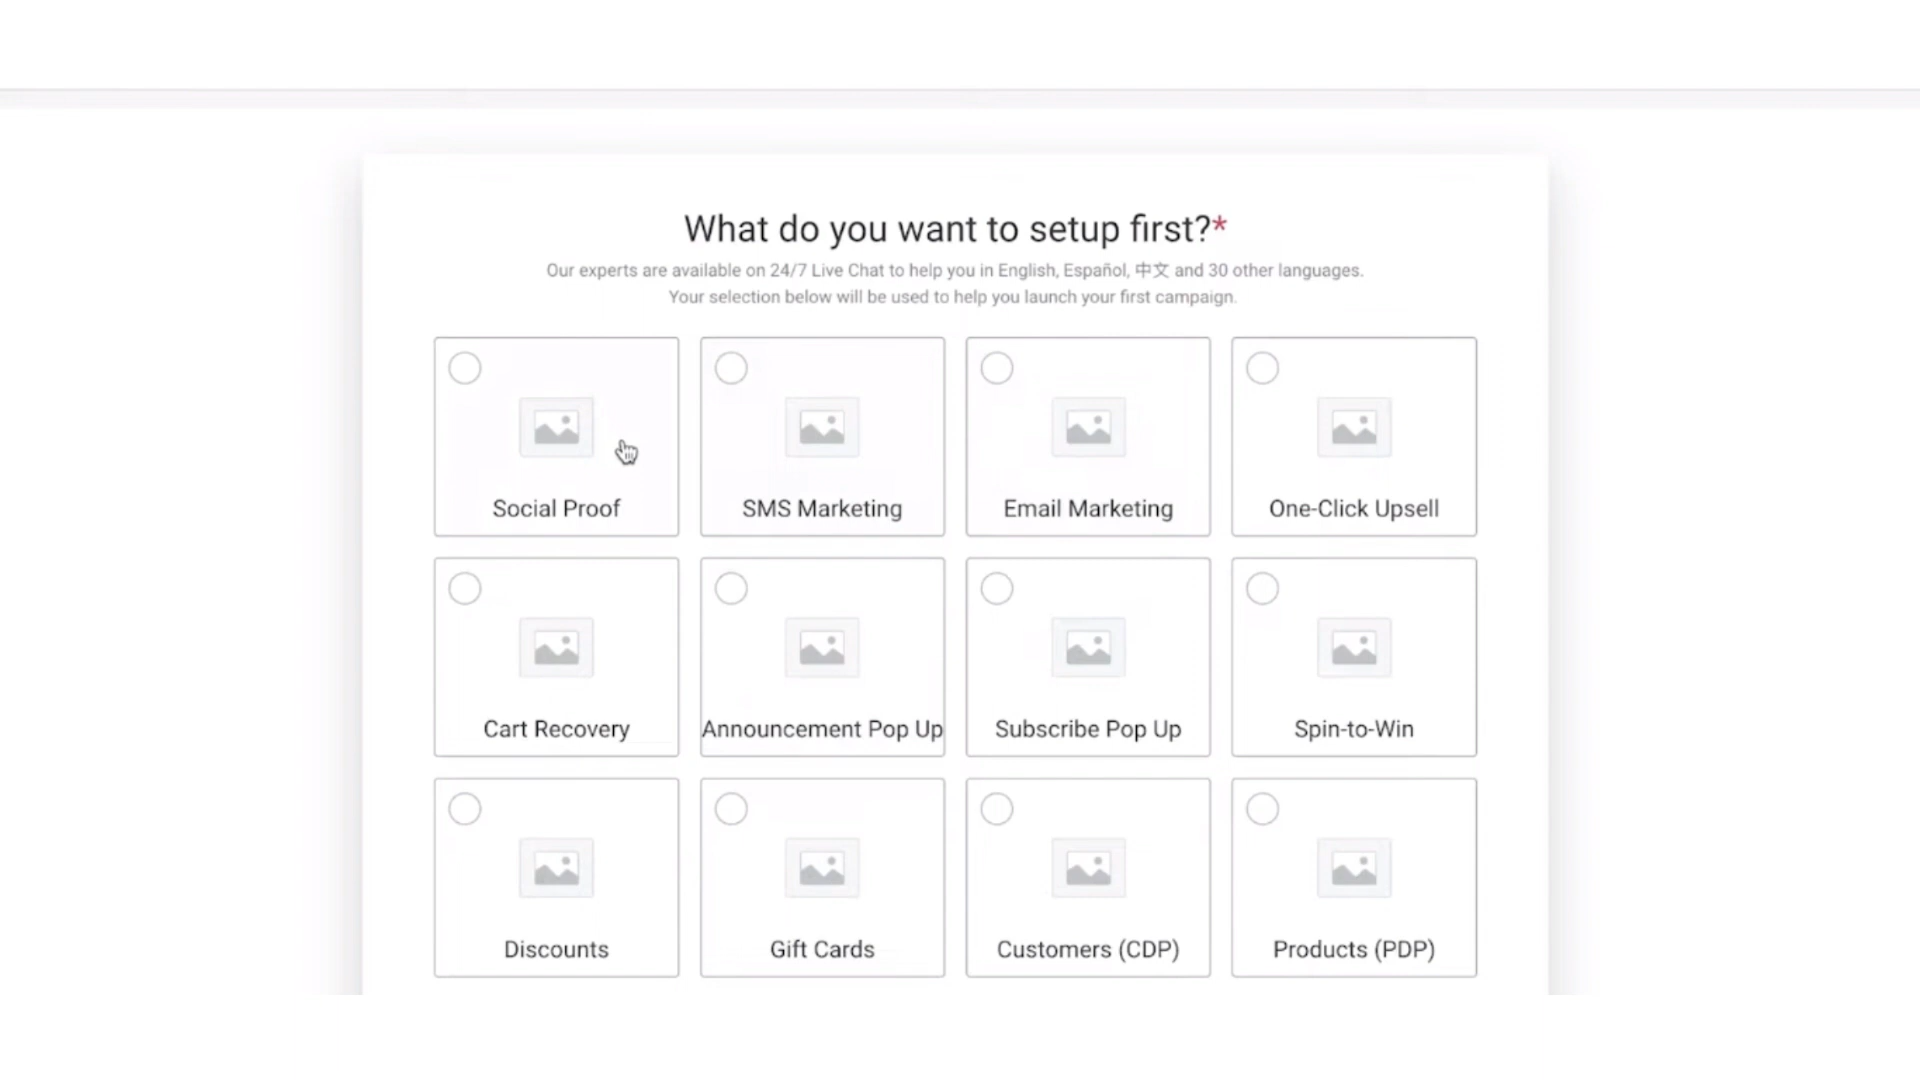 What do you want to setup first?*
Our experts are available on 24/7 Live Chat to help you in English, Español, 中文 and 30 other languages.
Your selection below will be used to help you launch your first campaign.
Social Proof
SMS Marketing
Email Marketing
One-Click Upsell
Cart Recovery
Announcement Pop Up
Subscribe Pop Up
Spin-to-Win
Discounts
Gift Cards
Customers (CDP)
Products (PDP)